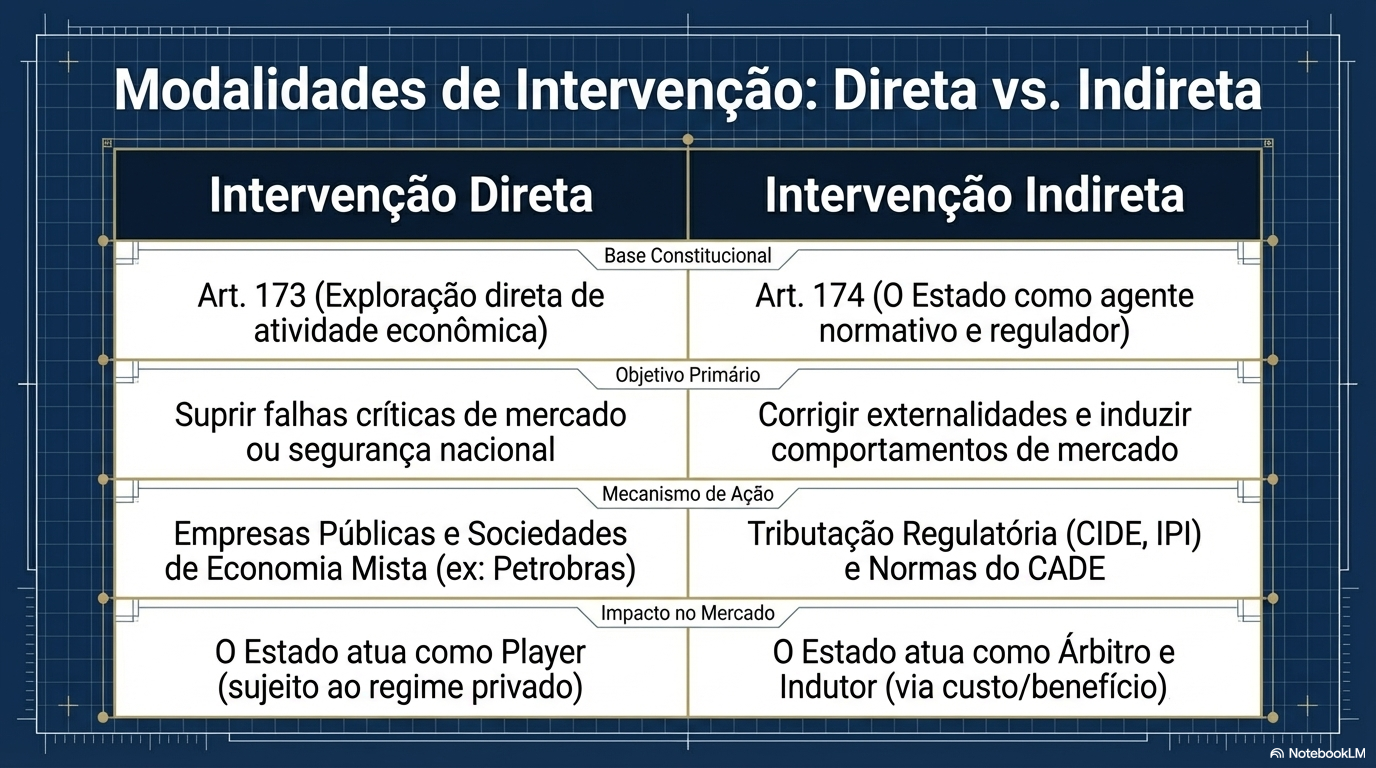 Modalidades de Intervenção: Direta vs. Indireta
Intervenção Direta
Intervenção Indireta
Base Constitucional
Art. 173 (Exploração direta de
atividade econômica)
Art. 174 (O Estado como agente
normativo e regulador)
Objetivo Primário
Suprir falhas críticas de mercado
ou segurança nacional
Corrigir externalidades e induzir
comportamentos de mercado
Mecanismo de Ação
Empresas Públicas e Sociedades
de Economia Mista (ex: Petrobras)
Tributação Regulatória (CIDE, IPI)
e Normas do CADE
Impacto no Mercado
O Estado atua como Player
(sujeito ao regime privado)
O Estado atua como Árbitro e
Indutor (via custo/benefício)
NotebookLM